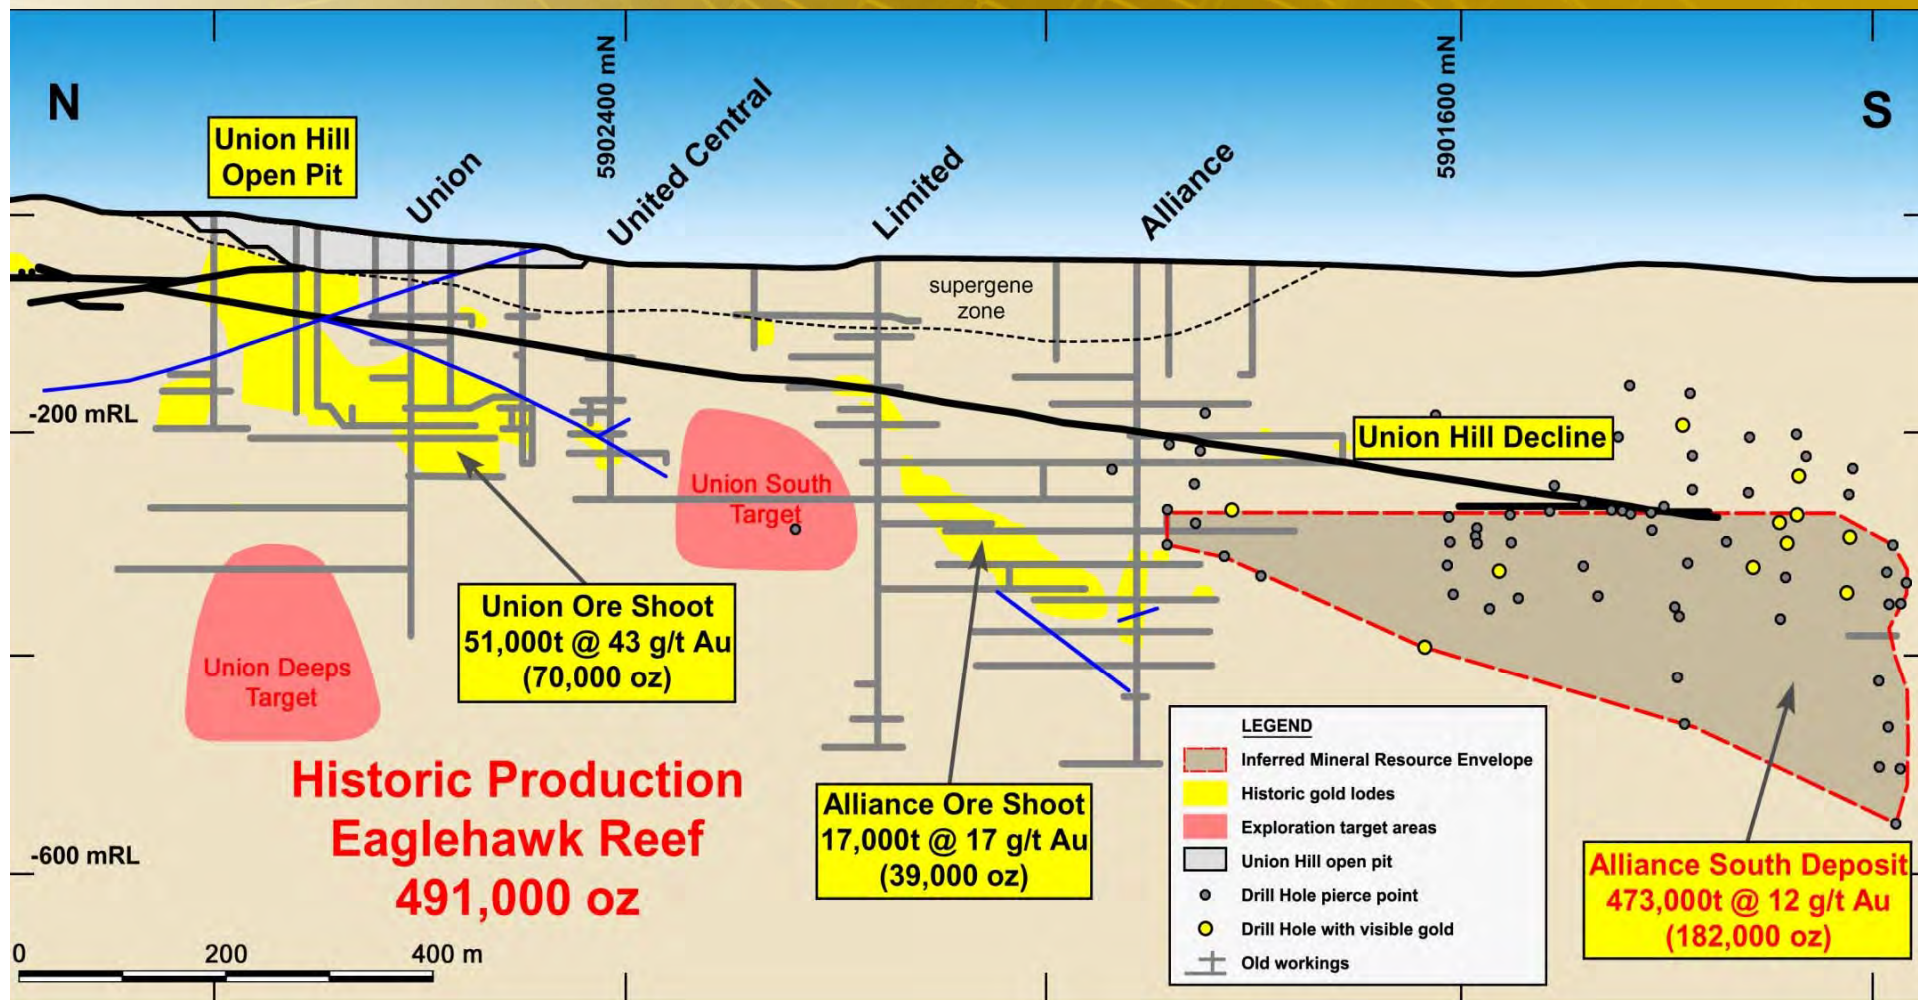 N
S
Union Hill
Open Pit
Union
5902400 mN
United Central
Limited
Alliance
5901600 mN
supergene
zone
-200 mRL
Union Hill Decline
Union South
Target
Union Ore Shoot
51,000t @ 43 g/t Au
(70,000 oz)
Union Deeps
Target
Historic Production
Eaglehawk Reef
491,000 oz
-600 mRL
Alliance Ore Shoot
17,000t @ 17 g/t Au
(39,000 oz)
LEGEND
Inferred Mineral Resource Envelope
Historic gold lodes
Exploration target areas
Union Hill open pit
Drill Hole pierce point
Drill Hole with visible gold
Old workings
Alliance South Deposit
473,000t @ 12 g/t Au
(182,000 oz)
0 200 400 m